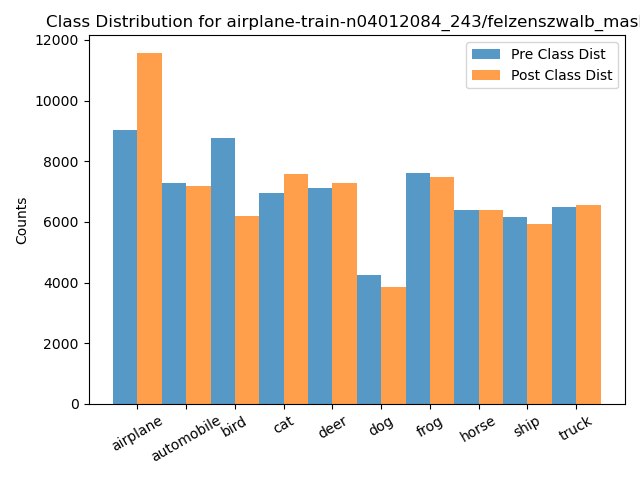 Class Distribution for airplane-train-n04012084_243/felzenszwalb_mas
Pre Class Dist
Post Class Dist
Counts
12000
10000
8000
6000
4000
2000
0
airplane
automobile
bird
cat
deer
dog
frog
horse
ship
truck